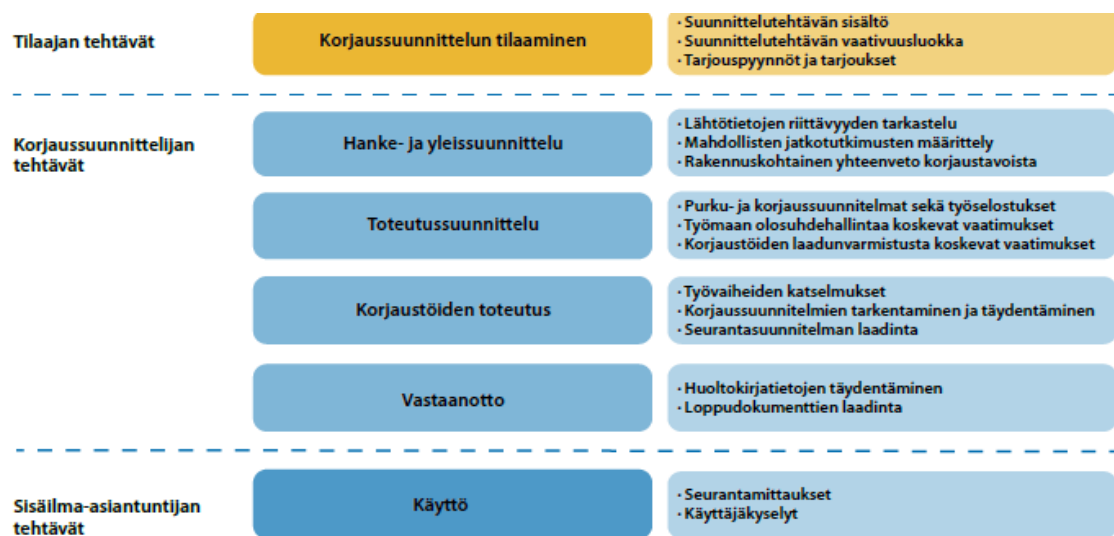 Tilaajan tehtävät
Korjaussuunnittelun tilaaminen
· Suunnittelutehtävän sisältö
· Suunnittelutehtävän vaativuusluokka
· Tarjouspyynnöt ja tarjoukset
Korjaussuunnittelijan
tehtävät
Hanke- ja yleissuunnittelu
· Lähtötietojen riittävyyden tarkastelu
· Mahdollisten jatkotutkimusten määrittely
· Rakennuskohtainen yhteenveto korjaustavoista
Toteutussuunnittelu
· Purku- ja korjaussuunnitelmat sekä työselostukset
· Työmaan olosuhdehallintaa koskevat vaatimukset
· Korjaustöiden laadunvarmistusta koskevat vaatimukset
Korjaustöiden toteutus
· Työvaiheiden katselmukset
· Korjaussuunnitelmien tarkentaminen ja täydentäminen
· Seurantasuunnitelman laadinta
Vastaanotto
· Huoltokirjatietojen täydentäminen
· Loppudokumenttien laadinta
Sisäilma-asiantuntijan
tehtävät
Käyttö
· Seurantamittaukset
· Käyttäjäkyselyt